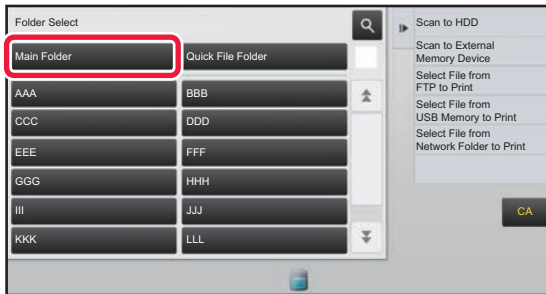 Folder Select
Main Folder
Quick File Folder
AAA
BBB
CCC
DDD
EEE
FFF
GGG
HHH
III
JJJ
KKK
LLL
Scan to HDD
Scan to External
Memory Device
Select File from
FTP to Print
Select File from
USB Memory to Print
Select File from
Network Folder to Print
CA